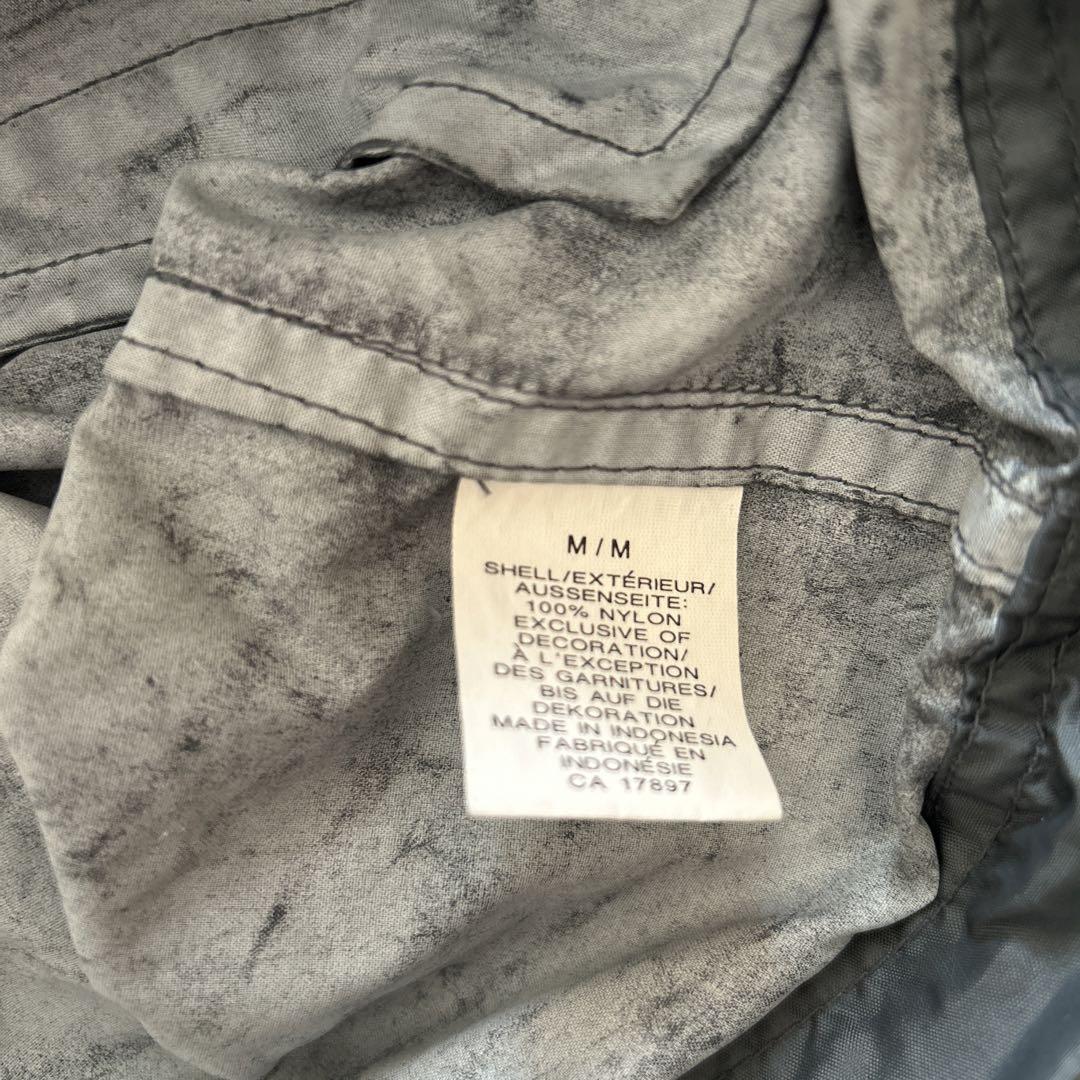 M / M
SHELL/EXTÉRIEUR/
AUSSENSEITE:
100% NYLON
EXCLUSIVE OF
DECORATION/
À L'EXCEPTION
DES GARNITURES/
BIS AUF DIE
DEKORATION
MADE IN INDONESIA
FABRIQUÉ EN
INDONÉSIE
CA 17897